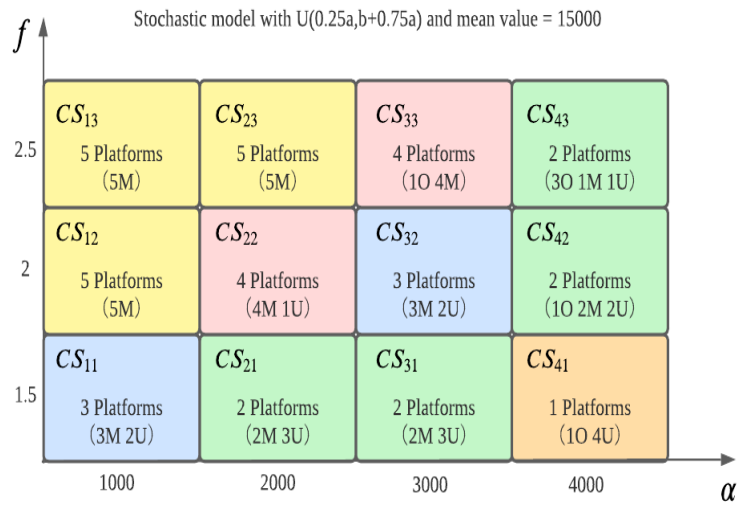 Stochastic model with U(0.25a,b+0.75a) and mean value = 15000
f
2.5
CS₁₃
5 Platforms
(5M)
CS₂₃
5 Platforms
(5M)
CS₃₃
4 Platforms
(1O 4M)
CS₄₃
2 Platforms
(3O 1M 1U)
2
CS₁₂
5 Platforms
(5M)
CS₂₂
4 Platforms
(4M 1U)
CS₃₂
3 Platforms
(3M 2U)
CS₄₂
2 Platforms
(1O 2M 2U)
1.5
CS₁₁
3 Platforms
(3M 2U)
CS₂₁
2 Platforms
(2M 3U)
CS₃₁
2 Platforms
(2M 3U)
CS₄₁
1 Platforms
(1O 4U)
1000
2000
3000
4000
α